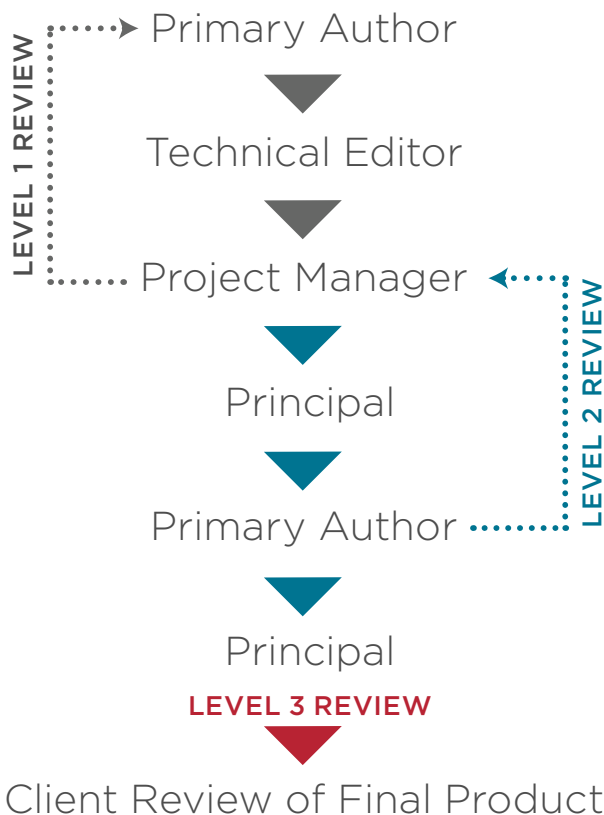 Primary Author
LEVEL 1 REVIEW
Technical Editor
Project Manager
LEVEL 2 REVIEW
Principal
Primary Author
Principal
LEVEL 3 REVIEW
Client Review of Final Product